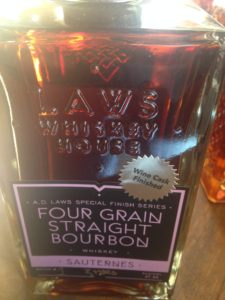 LAWS
WHISKEY
HOUSE
Wine Cask
Finished
A.D. LAWS SPECIAL FINISH SERIES
FOUR GRAIN
STRAIGHT
BOURBON
WHISKEY
SAUTERNES